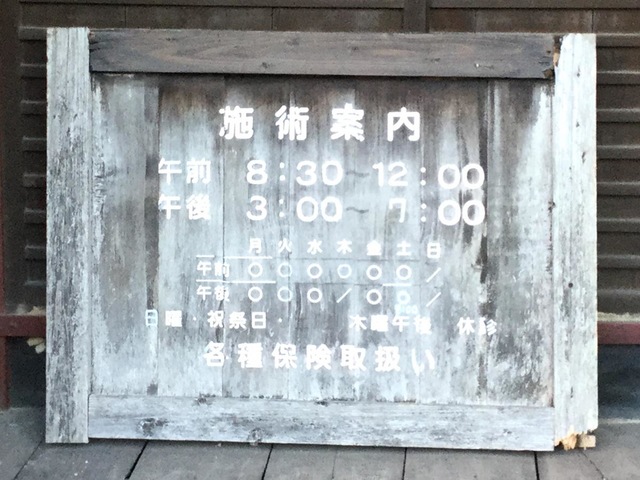 施術案内
午前 8：30～12：00
午後 3：00～7：00
月 火 水 木 金 土 日
午前 ○ ○ ○ ○ ○ ○ ／
午後 ○ ○ ○ ／ ○ ○ ／
日曜・祝祭日・ 木曜午後 休診
各種保険取扱い